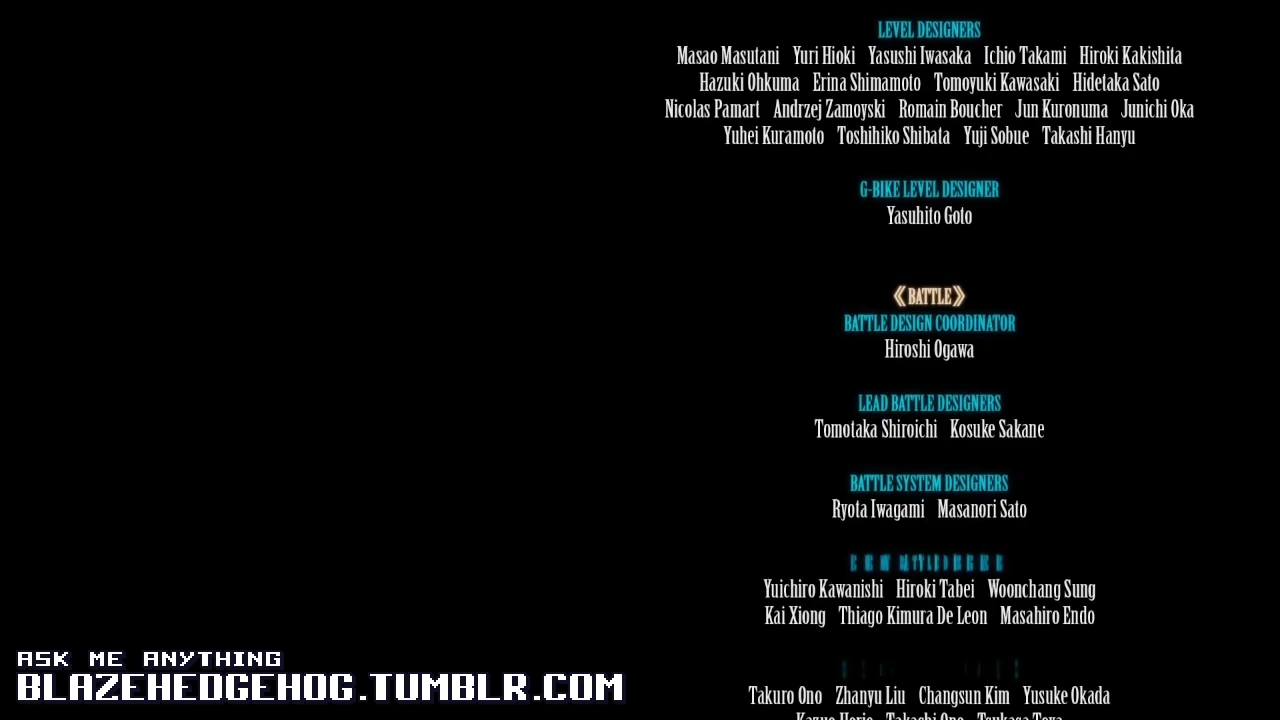 LEVEL DESIGNERS
Masao Masutani Yuri Hioki Yasushi Iwasaka Ichio Takami Hiroki Kakishita
Hazuki Ohkuma Erina Shimamoto Tomoyuki Kawasaki Hidetaka Sato
Nicolas Pamart Andrzej Zamoyski Romain Boucher Jun Kuronuma Junichi Oka
Yuhei Kuramoto Toshihiko Shibata Yuji Sobue Takashi Hanyu
G-BIKE LEVEL DESIGNER
Yasuhito Goto
《BATTLE》
BATTLE DESIGN COORDINATOR
Hiroshi Ogawa
LEAD BATTLE DESIGNERS
Tomotaka Shiroichi Kosuke Sakane
BATTLE SYSTEM DESIGNERS
Ryota Iwagami Masanori Sato
Yuichiro Kawanishi Hiroki Tabei Woonchang Sung
Kai Xiong Thiago Kimura De Leon Masahiro Endo
Takuro Ono Zhanyu Liu Changsun Kim Yusuke Okada
Takashi Ono
ASK ME ANYTHING
BLAZEHEDGEHOG.TUMBLR.COM